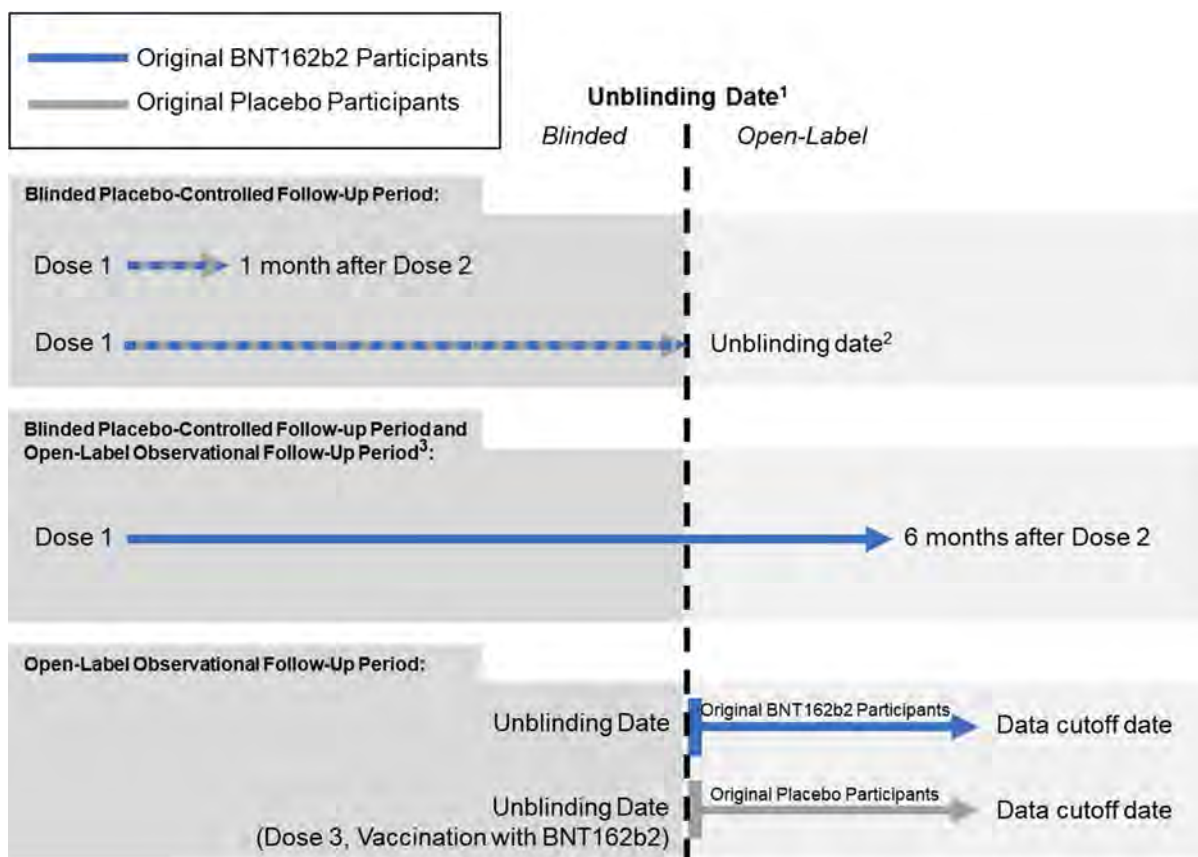 Original BNT162b2 Participants
Original Placebo Participants
Unblinding Date¹
Blinded
Open-Label
Blinded Placebo-Controlled Follow-Up Period:
Dose 1
1 month after Dose 2
Dose 1
Unblinding date²
Blinded Placebo-Controlled Follow-up Period and
Open-Label Observational Follow-Up Period³:
Dose 1
6 months after Dose 2
Open-Label Observational Follow-Up Period:
Unblinding Date
Original BNT162b2 Participants
Data cutoff date
Unblinding Date
(Dose 3, Vaccination with BNT162b2)
Original Placebo Participants
Data cutoff date